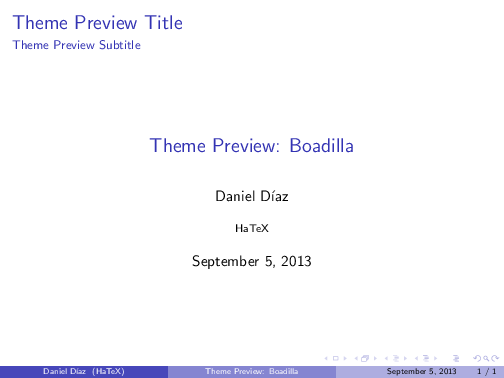 Theme Preview Title
Theme Preview Subtitle
Theme Preview: Boadilla
Daniel Díaz
HaTeX
September 5, 2013
Daniel Díaz (HaTeX) Theme Preview: Boadilla September 5, 2013 1 / 1